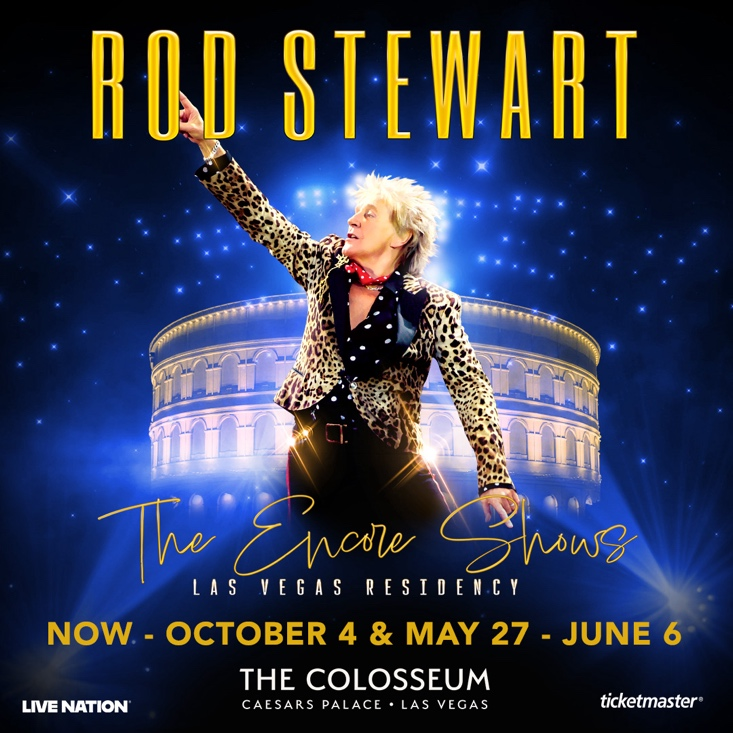 ROD STEWART
The Encore Shows
LAS VEGAS RESIDENCY
NOW - OCTOBER 4 & MAY 27 - JUNE 6
THE COLOSSEUM
CAESARS PALACE • LAS VEGAS
LIVE NATION
ticketmaster®